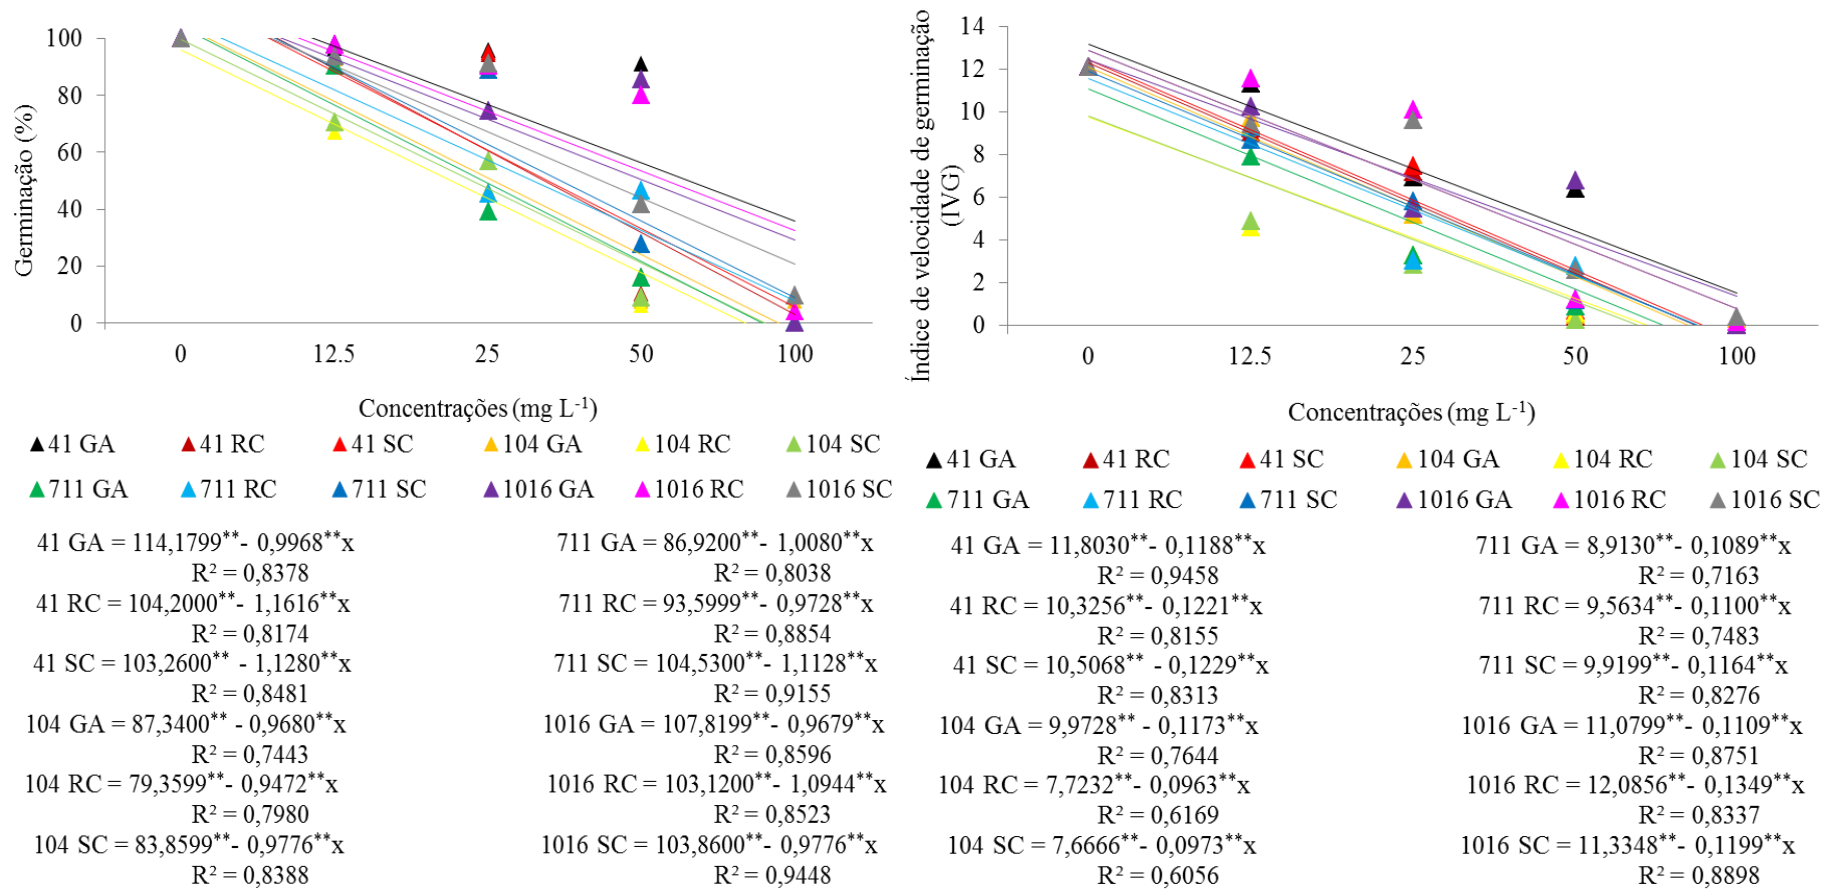 Germinação (%)
100
80
60
40
20
0
0 12.5 25 50 100
Concentrações (mg L⁻¹)
41 GA 41 RC 41 SC 104 GA 104 RC 104 SC
711 GA 711 RC 711 SC 1016 GA 1016 RC 1016 SC
41 GA = 114,1799**- 0,9968**x
R² = 0,8378
41 RC = 104,2000**- 1,1616**x
R² = 0,8174
41 SC = 103,2600** - 1,1280**x
R² = 0,8481
104 GA = 87,3400** - 0,9680**x
R² = 0,7443
104 RC = 79,3599**- 0,9472**x
R² = 0,7980
104 SC = 83,8599**- 0,9776**x
R² = 0,8388
711 GA = 86,9200**- 1,0080**x
R² = 0,8038
711 RC = 93,5999**- 0,9728**x
R² = 0,8854
711 SC = 104,5300**- 1,1128**x
R² = 0,9155
1016 GA = 107,8199**- 0,9679**x
R² = 0,8596
1016 RC = 103,1200**- 1,0944**x
R² = 0,8523
1016 SC = 103,8600**- 0,9776**x
R² = 0,9448
Índice de velocidade de germinação
(IVG)
14
12
10
8
6
4
2
0
0 12.5 25 50 100
Concentrações (mg L⁻¹)
41 GA 41 RC 41 SC 104 GA 104 RC 104 SC
711 GA 711 RC 711 SC 1016 GA 1016 RC 1016 SC
41 GA = 11,8030**- 0,1188**x
R² = 0,9458
41 RC = 10,3256**- 0,1221**x
R² = 0,8155
41 SC = 10,5068** - 0,1229**x
R² = 0,8313
104 GA = 9,9728** - 0,1173**x
R² = 0,7644
104 RC = 7,7232**- 0,0963**x
R² = 0,6169
104 SC = 7,6666**- 0,0973**x
R² = 0,6056
711 GA = 8,9130**- 0,1089**x
R² = 0,7163
711 RC = 9,5634**- 0,1100**x
R² = 0,7483
711 SC = 9,9199**- 0,1164**x
R² = 0,8276
1016 GA = 11,0799**- 0,1109**x
R² = 0,8751
1016 RC = 12,0856**- 0,1349**x
R² = 0,8337
1016 SC = 11,3348**- 0,1199**x
R² = 0,8898